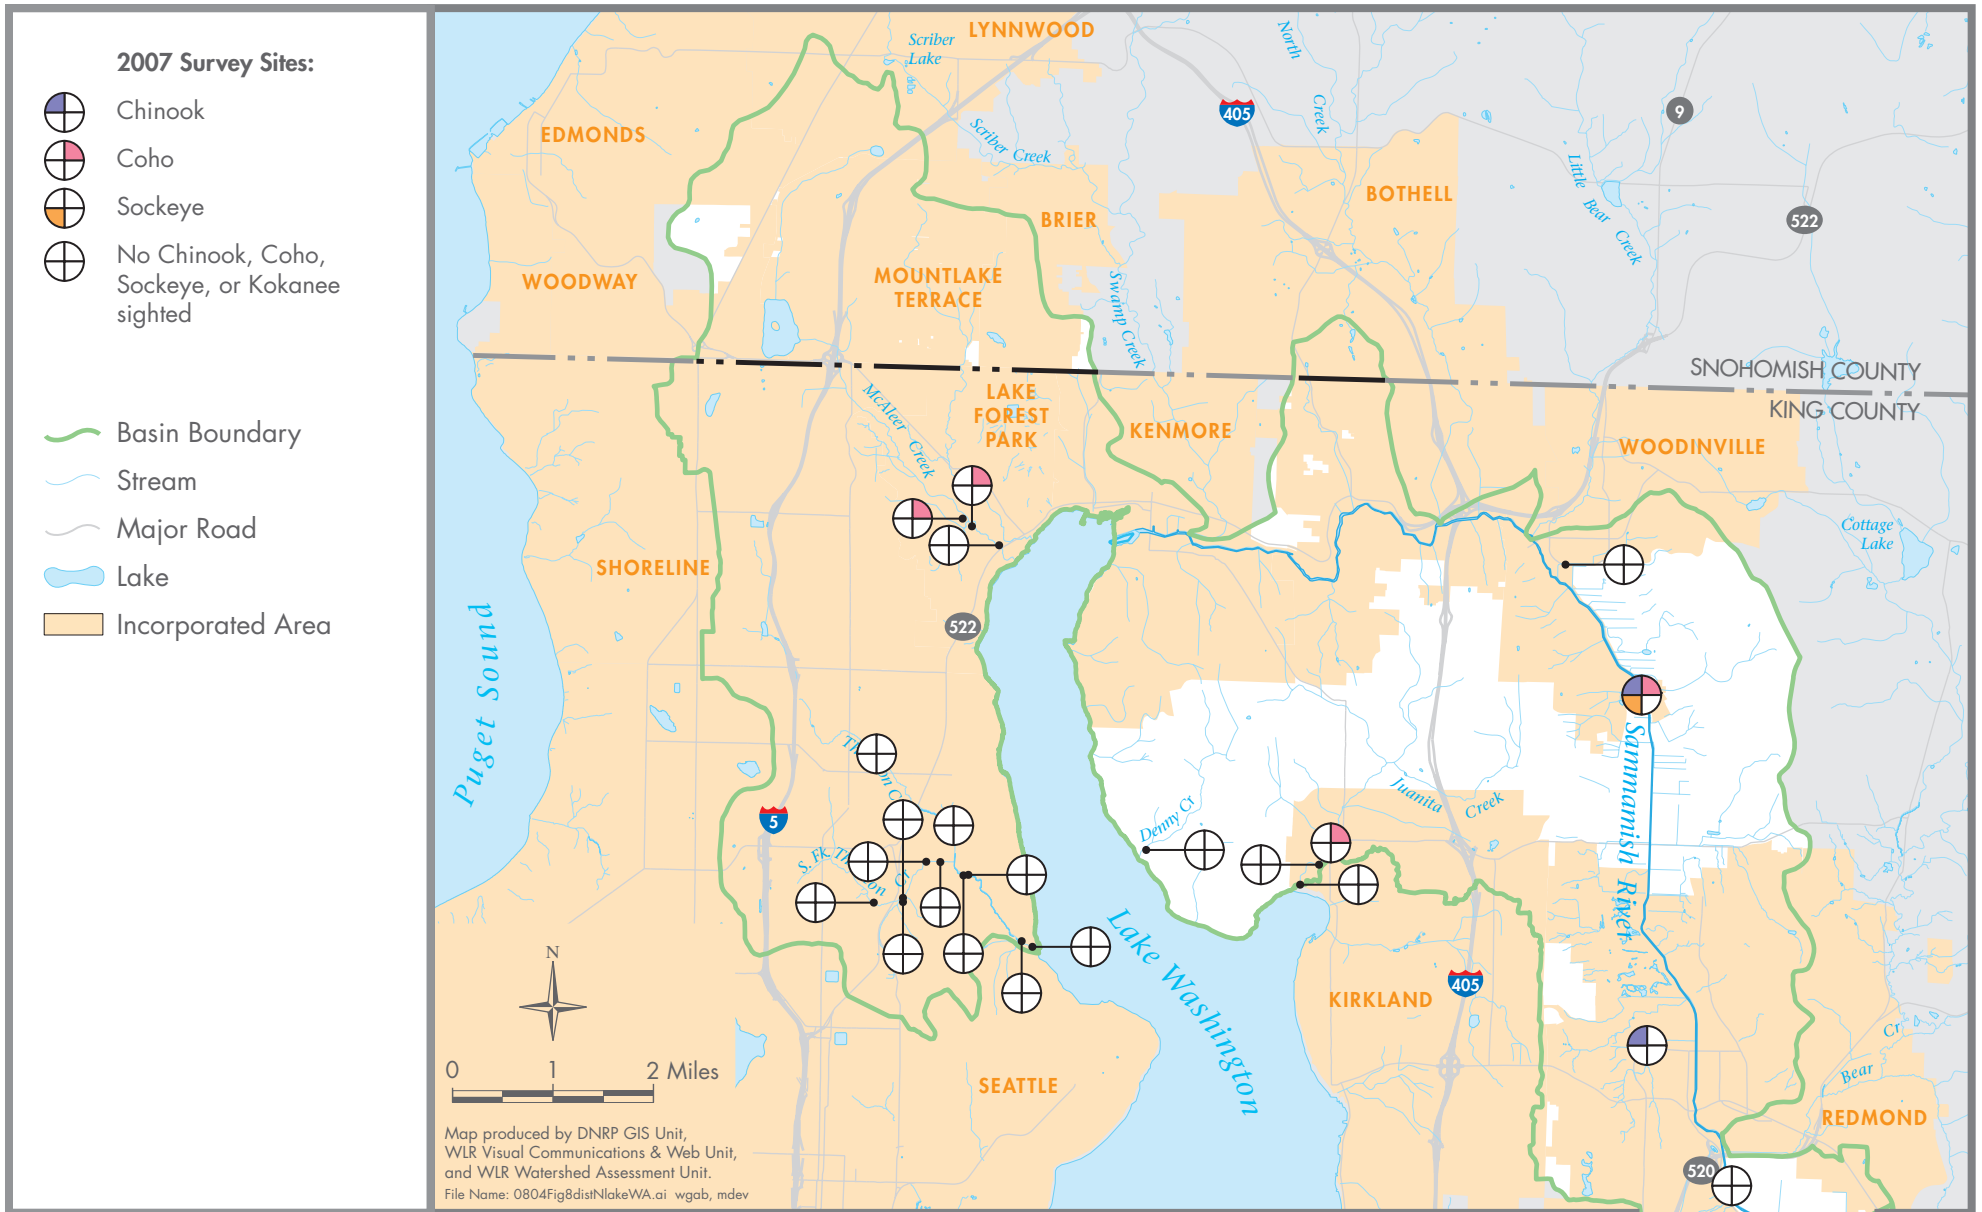 2007 Survey Sites:
Chinook
Coho
Sockeye
No Chinook, Coho,
Sockeye, or Kokanee
sighted
Basin Boundary
Stream
Major Road
Lake
Incorporated Area
LYNNWOOD
Scriber
Lake
North
Creek
405
9
EDMONDS
Scriber Creek
Little Bear Creek
BOTHELL
BRIER
522
WOODWAY
MOUNTLAKE
TERRACE
Swamp Creek
SNOHOMISH COUNTY
KING COUNTY
McAleer Creek
LAKE
FOREST
PARK
KENMORE
WOODINVILLE
Cottage
Lake
SHORELINE
522
Puget Sound
Sammamish River
Juanita Creek
Denny Cr
5
S. Fk.
Lake Washington
N
KIRKLAND
405
Bear Cr
SEATTLE
REDMOND
520
0 1 2 Miles
Map produced by DNRP GIS Unit,
WLR Visual Communications & Web Unit,
and WLR Watershed Assessment Unit.
File Name: 0804Fig8distNlakeWA.ai wgab, mdev